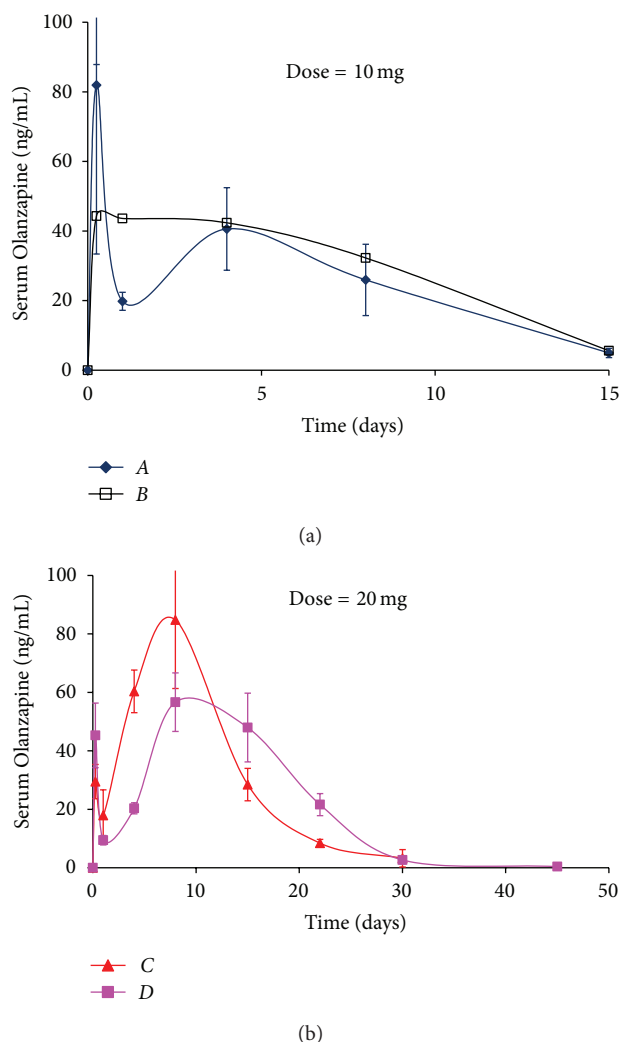 100
80
60
40
20
0
Serum Olanzapine (ng/mL)
Dose = 10 mg
0 5 10 15
Time (days)
A
B
(a)
100
80
60
40
20
0
Serum Olanzapine (ng/mL)
Dose = 20 mg
0 10 20 30 40 50
Time (days)
C
D
(b)